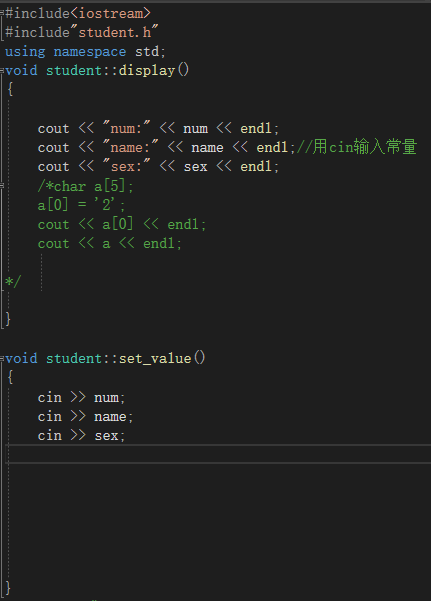 #include<iostream>
#include"student.h"
using namespace std;
void student::display()
{
cout << "num:" << num << endl;
cout << "name:" << name << endl;//用cin输入常量
cout << "sex:" << sex << endl;
/*char a[5];
a[0] = '2';
cout << a[0] << endl;
cout << a << endl;
*/
}
void student::set_value()
{
cin >> num;
cin >> name;
cin >> sex;
}